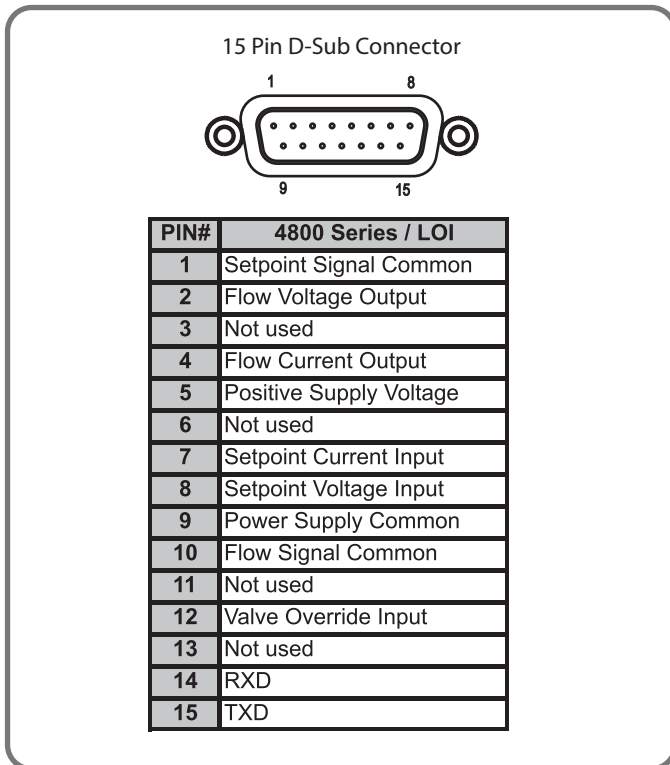 15 Pin D-Sub Connector
1 8
9 15
PIN# 4800 Series / LOI
1 Setpoint Signal Common
2 Flow Voltage Output
3 Not used
4 Flow Current Output
5 Positive Supply Voltage
6 Not used
7 Setpoint Current Input
8 Setpoint Voltage Input
9 Power Supply Common
10 Flow Signal Common
11 Not used
12 Valve Override Input
13 Not used
14 RXD
15 TXD